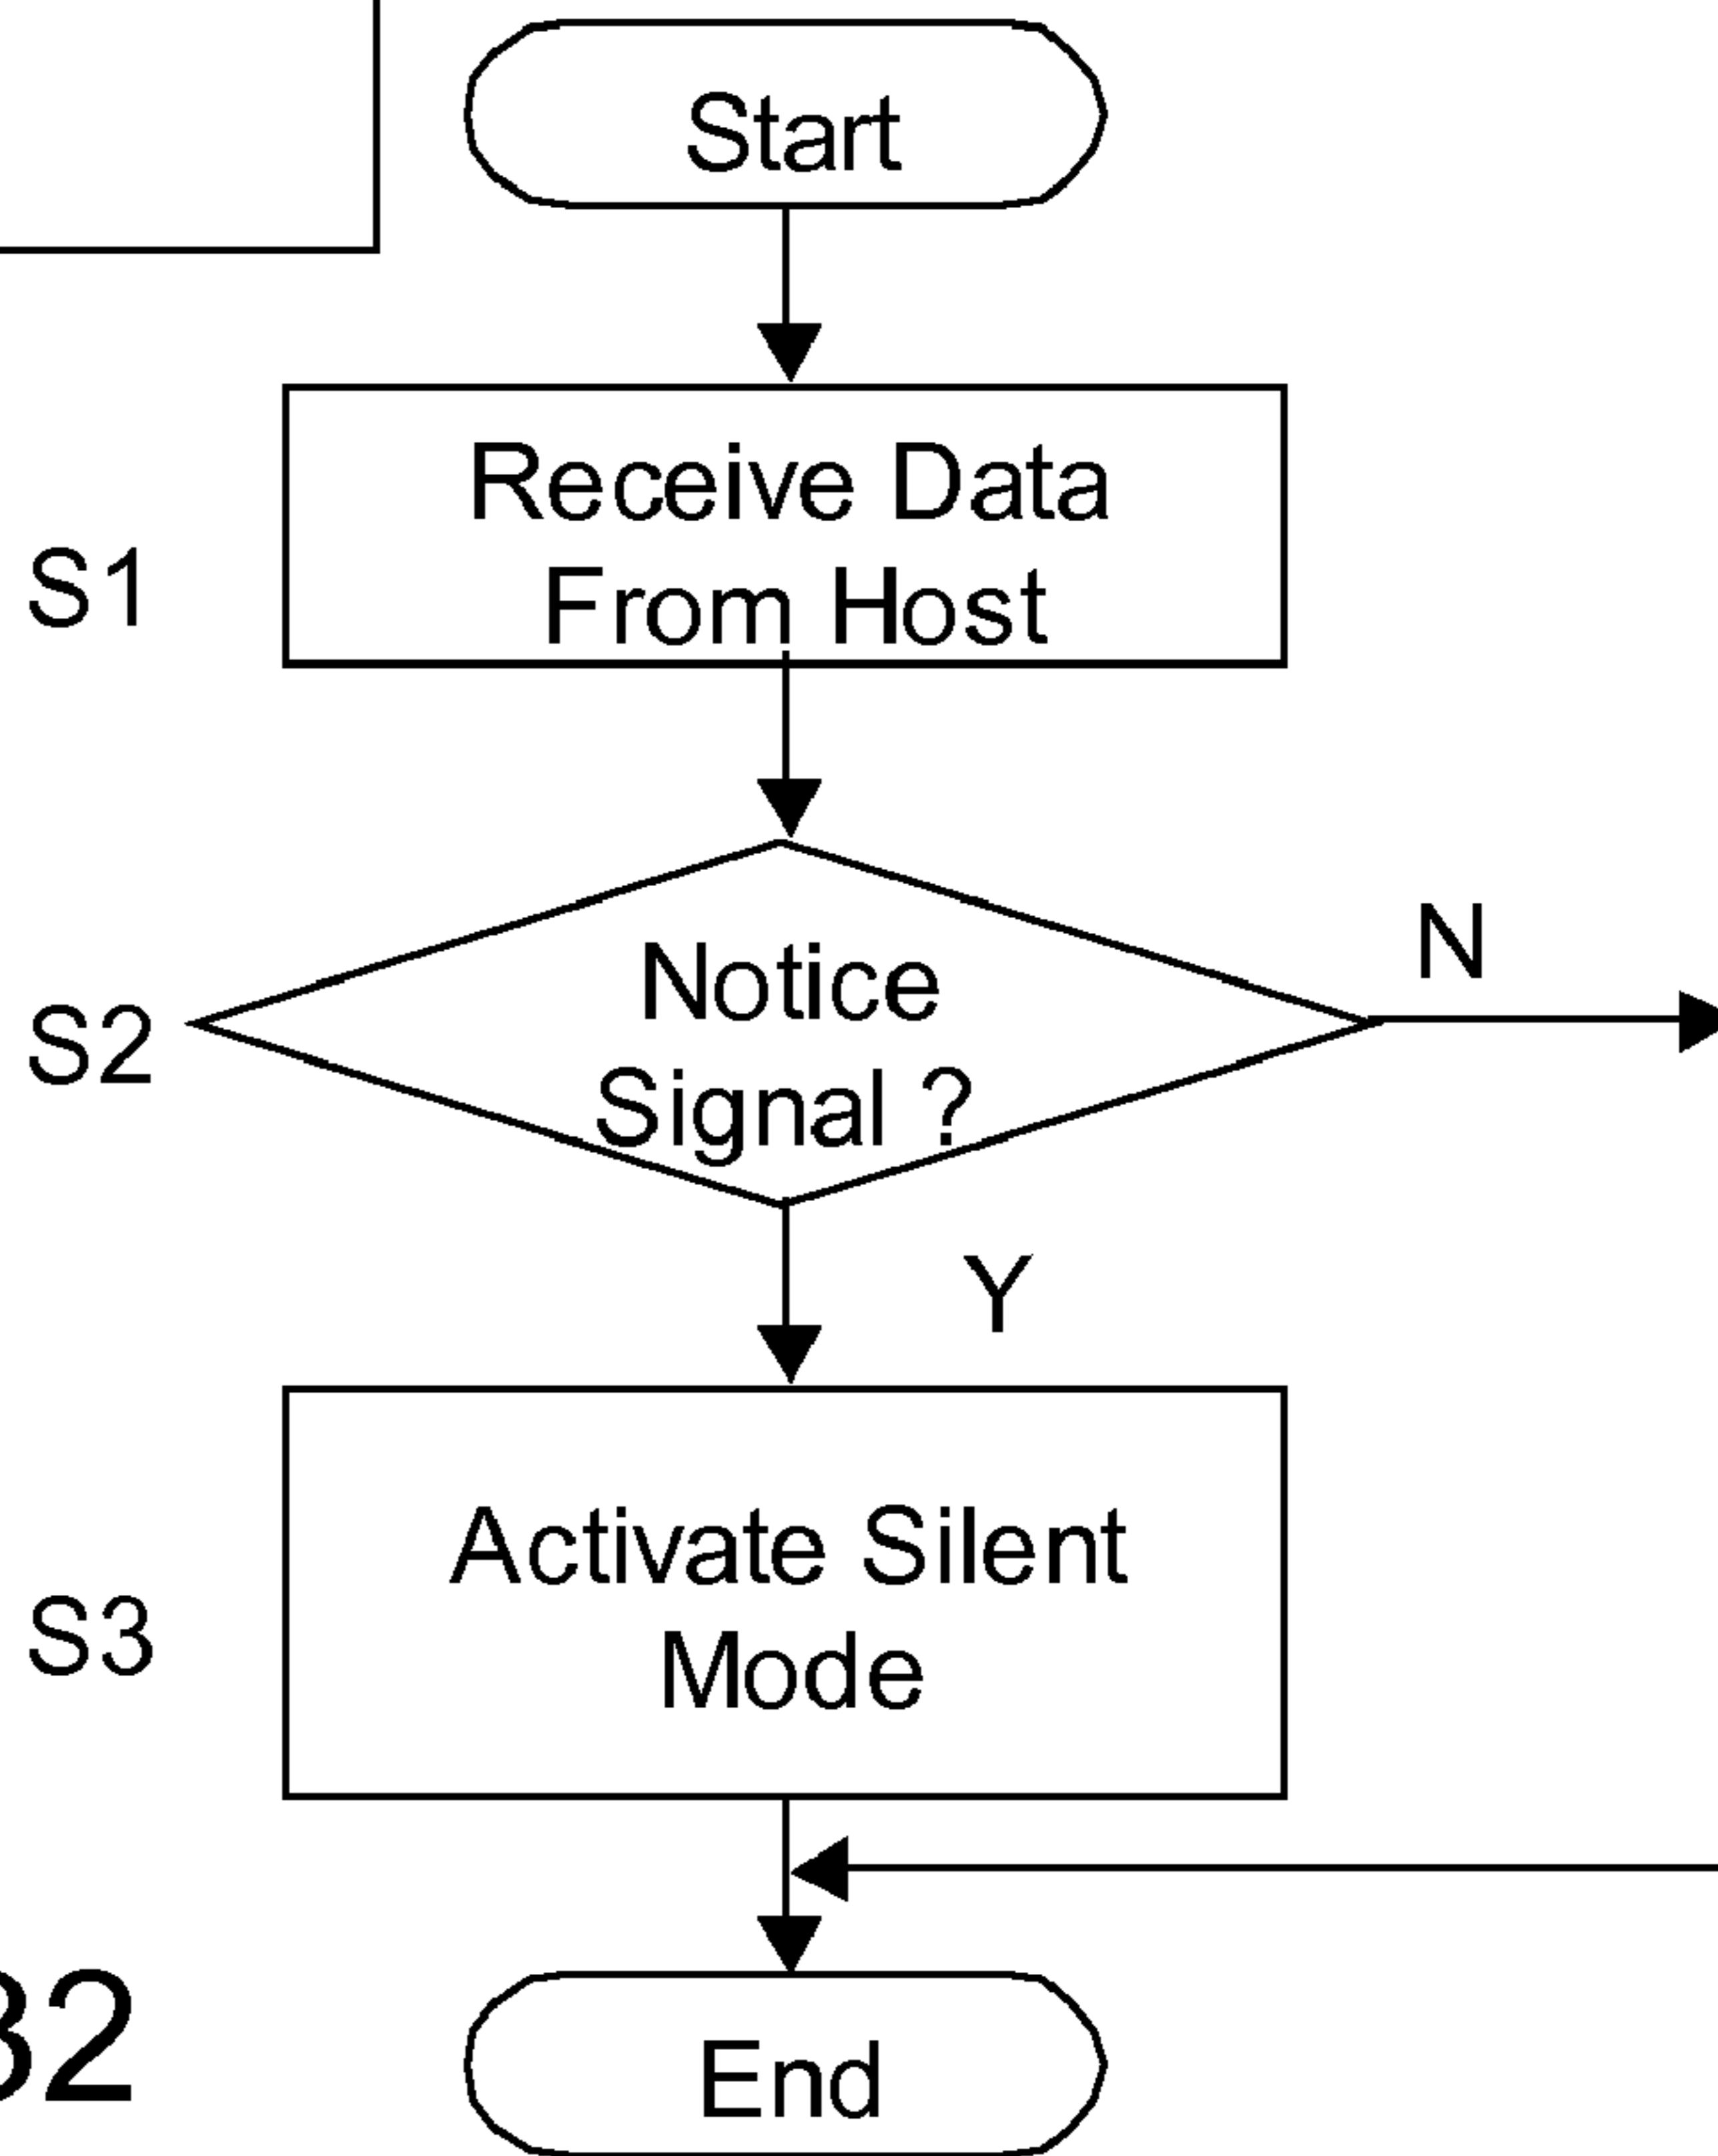 Start
Receive Data
From Host
S1
Notice
Signal ?
S2
N
Y
Activate Silent
Mode
S3
End